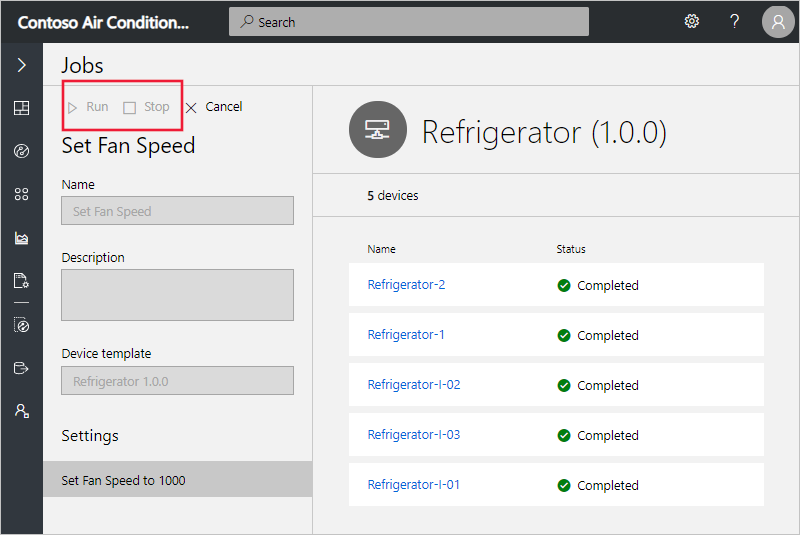 Contoso Air Condition...
Search
?
Jobs
Run
Stop
Cancel
Set Fan Speed
Name
Set Fan Speed
Description
Device template
Refrigerator 1.0.0
Settings
Set Fan Speed to 1000
Refrigerator (1.0.0)
5 devices
Name Status
Refrigerator-2 Completed
Refrigerator-1 Completed
Refrigerator-I-02 Completed
Refrigerator-I-03 Completed
Refrigerator-I-01 Completed